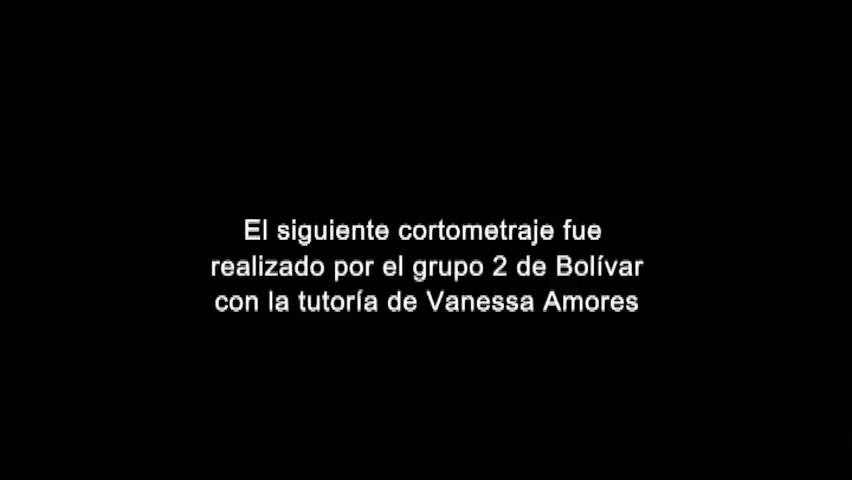 El siguiente cortometraje fue
realizado por el grupo 2 de Bolívar
con la tutoría de Vanessa Amores